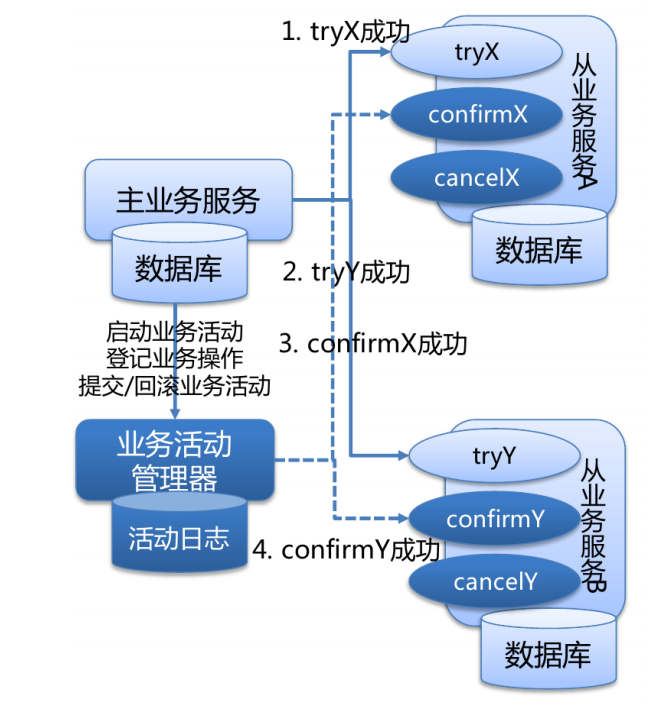 1. tryX成功
tryX
confirmX
cancelX
从业务服务A
数据库
主业务服务
数据库
2. tryY成功
启动业务活动
登记业务操作
提交/回滚业务活动
3. confirmX成功
业务活动
管理器
活动日志
tryY
confirmY
4. confirmY成功
cancelY
从业务服务B
数据库